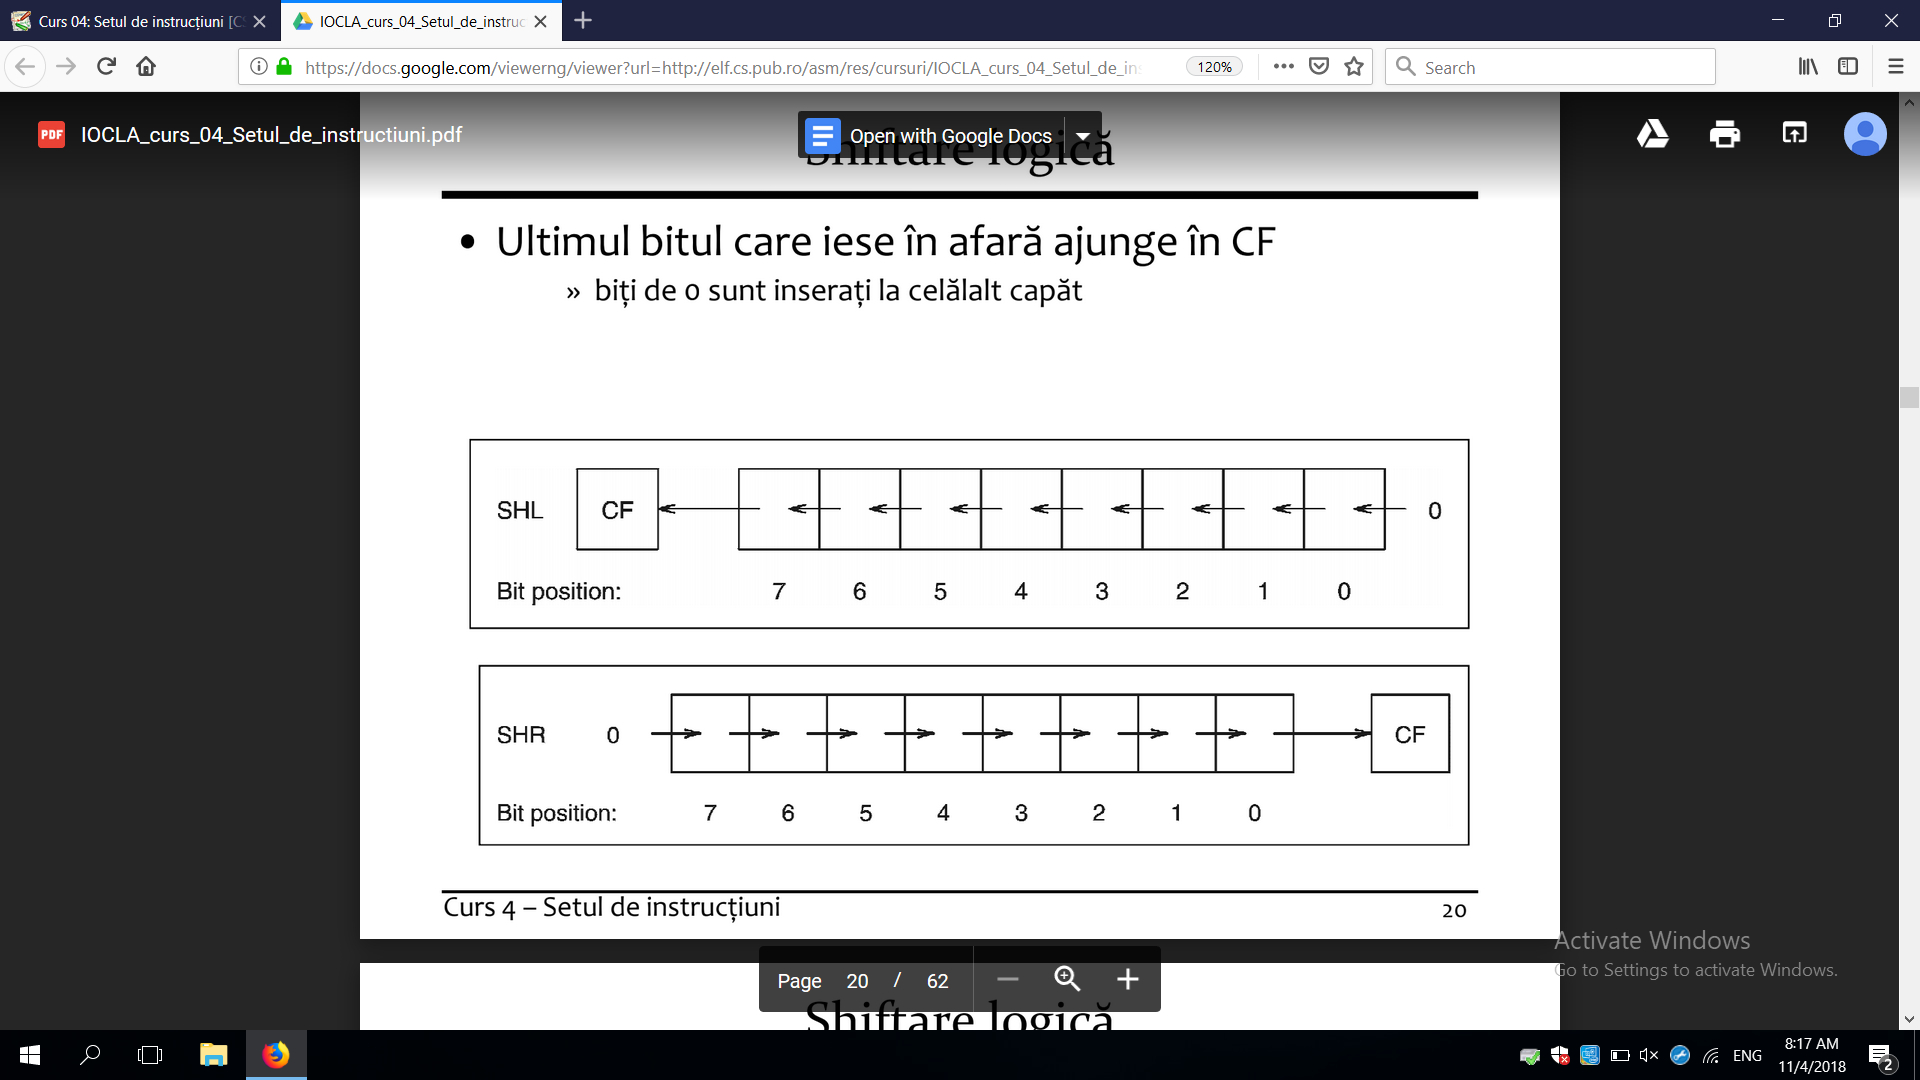 Curs 04: Setul de instrucțiuni [CS
IOCLA_curs_04_Setul_de_instruc
https://docs.google.com/viewerng/viewer?url=http://elf.cs.pub.ro/asm/res/cursuri/IOCLA_curs_04_Setul_de_in
120%
Search
PDF
IOCLA_curs_04_Setul_de_instructiuni.pdf
Open with Google Docs
Shiftare logică
• Ultimul bitul care iese în afară ajunge în CF
» biți de 0 sunt inserați la celălalt capăt
SHL CF 0
Bit position: 7 6 5 4 3 2 1 0
SHR 0 CF
Bit position: 7 6 5 4 3 2 1 0
Curs 4 – Setul de instrucțiuni 20
Activate Windows
Go to Settings to activate Windows.
Page 20 / 62
Shiftare logică
ENG
8:17 AM
11/4/2018
2